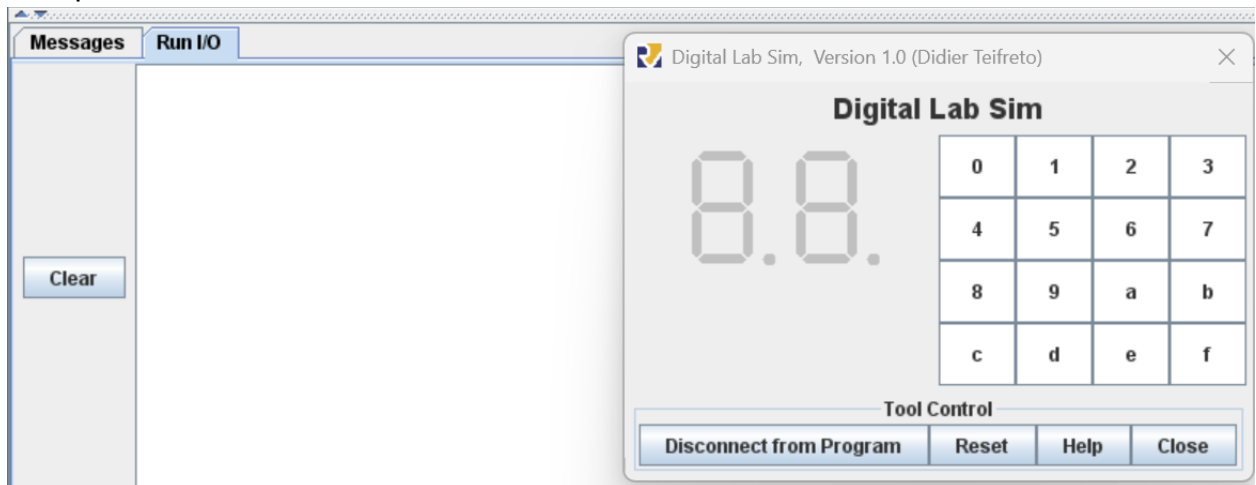 Messages Run I/O
Digital Lab Sim, Version 1.0 (Didier Teifreto)
Digital Lab Sim
0 1 2 3
4 5 6 7
Clear
8 9 a b
c d e f
Tool Control
Disconnect from Program Reset Help Close